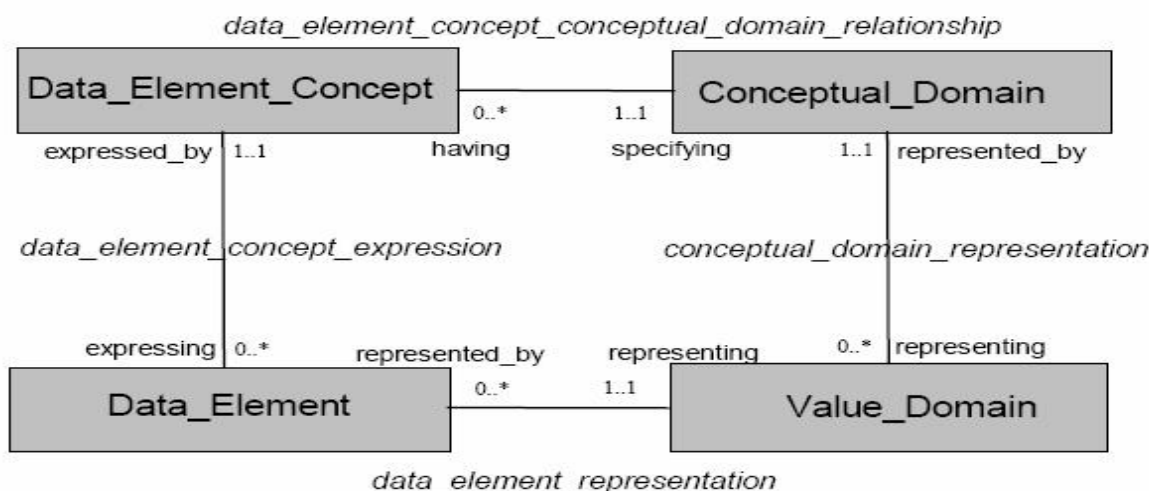 data_element_concept_conceptual_domain_relationship
Data_Element_Concept
Conceptual_Domain
0..*
1..1
expressed_by
1..1
having
specifying
1..1
represented_by
data_element_concept_expression
conceptual_domain_representation
expressing
0..*
represented_by
representing
0..*
representing
0..*
1..1
Data_Element
Value_Domain
data_element_representation